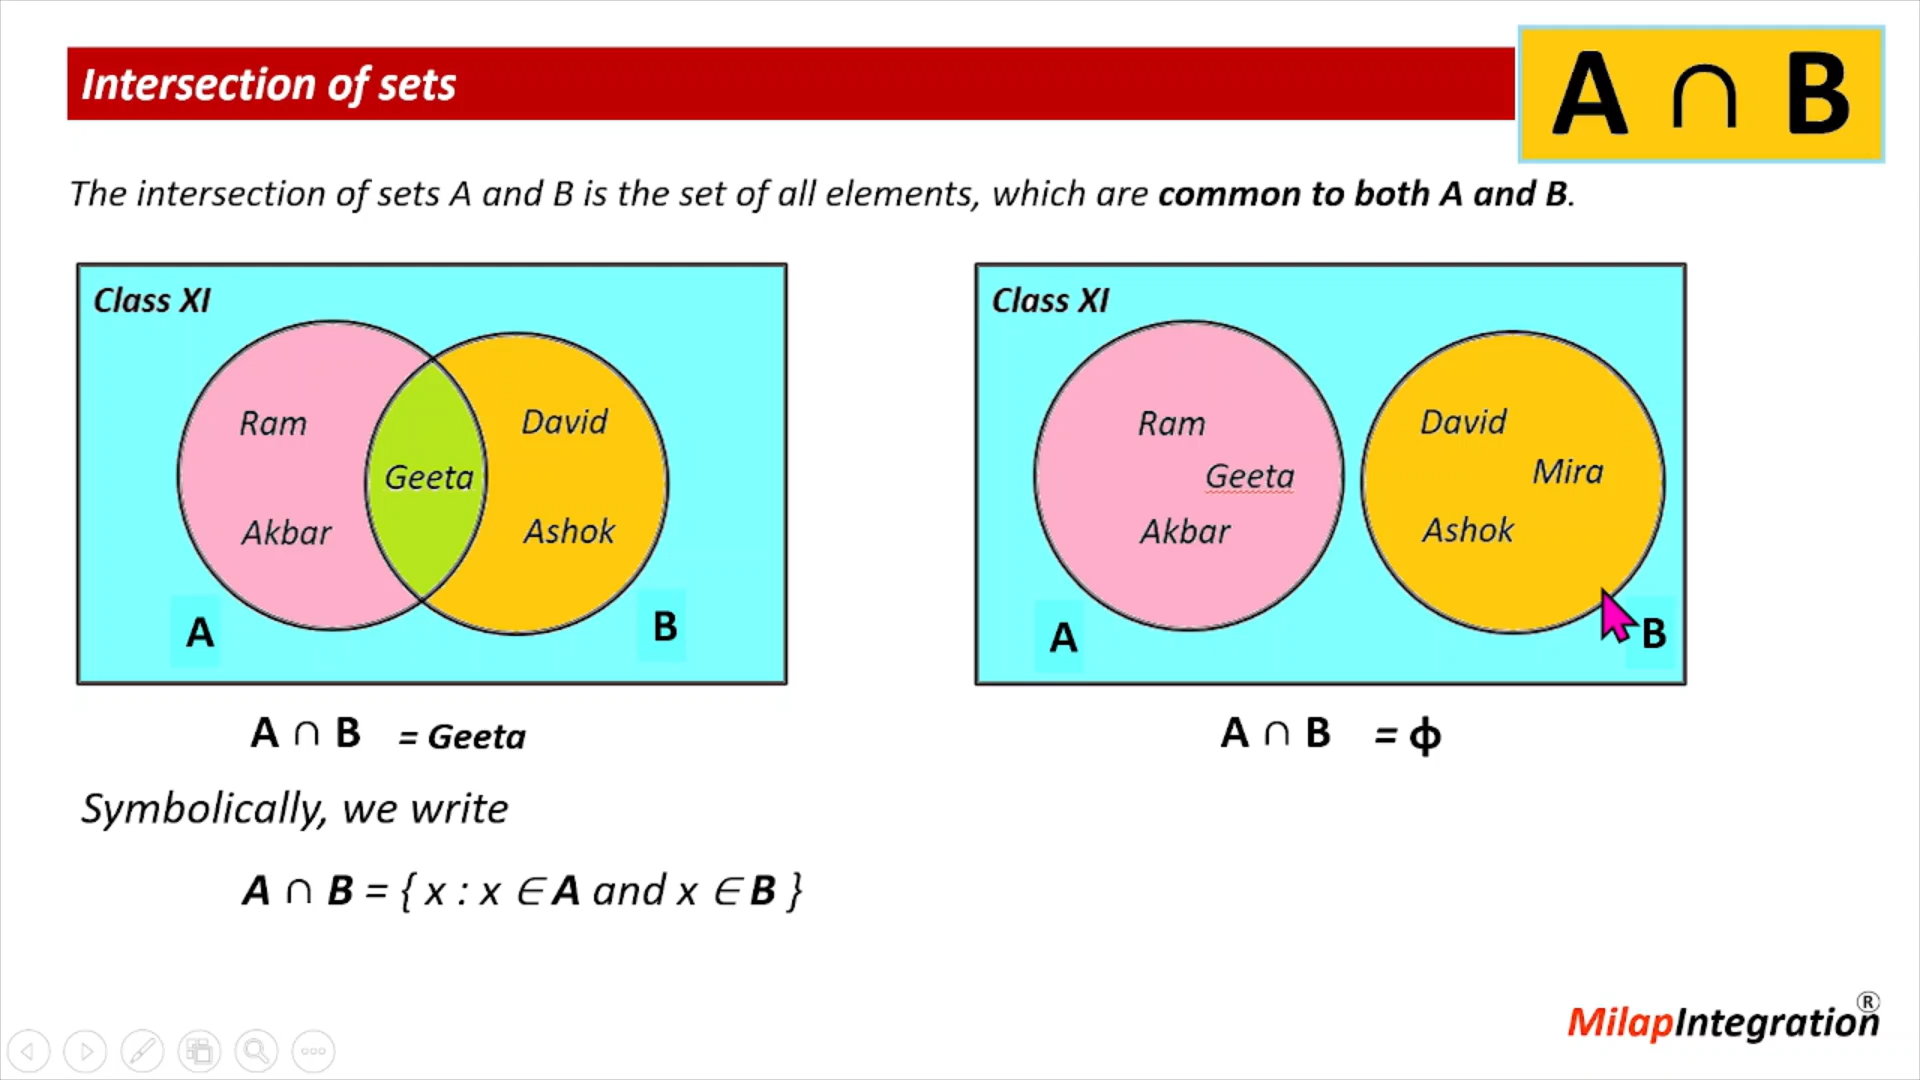 Intersection of sets
A ∩ B
The intersection of sets A and B is the set of all elements, which are common to both A and B.
Class XI
Ram
David
Geeta
Akbar
Ashok
A
B
A ∩ B = Geeta
Class XI
Ram
David
Geeta
Mira
Akbar
Ashok
A
B
A ∩ B = ф
Symbolically, we write
A ∩ B = { x : x ∈ A and x ∈ B }
MilapIntegration®